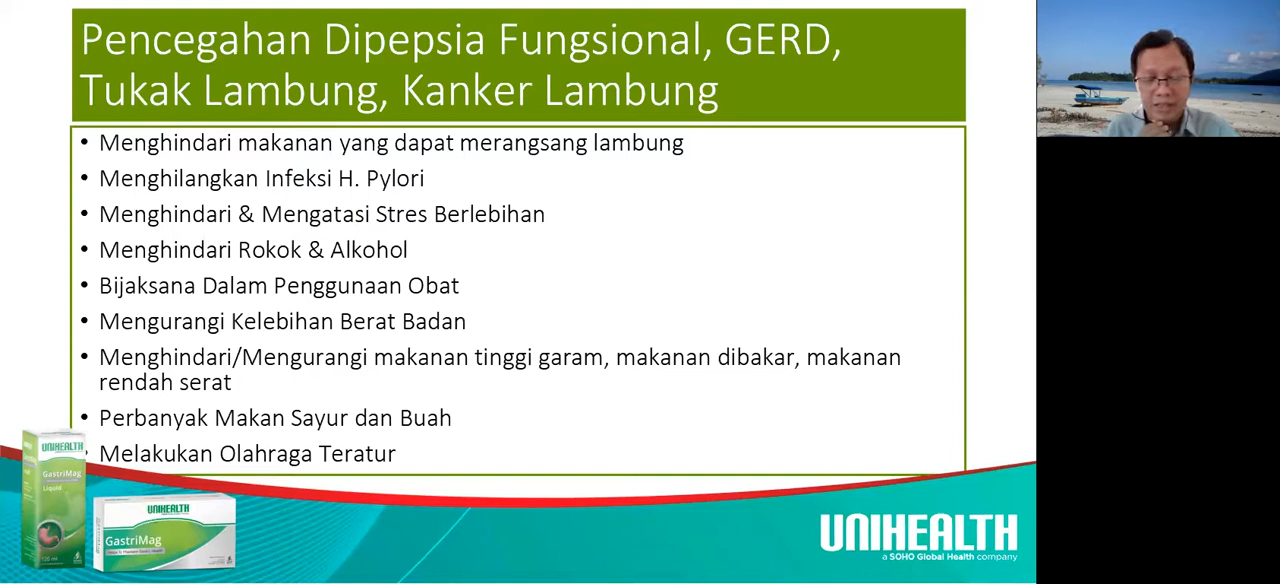 Pencegahan Dipepsia Fungsional, GERD,
Tukak Lambung, Kanker Lambung
• Menghindari makanan yang dapat merangsang lambung
• Menghilangkan Infeksi H. Pylori
• Menghindari & Mengatasi Stres Berlebihan
• Menghindari Rokok & Alkohol
• Bijaksana Dalam Penggunaan Obat
• Mengurangi Kelebihan Berat Badan
• Menghindari/Mengurangi makanan tinggi garam, makanan dibakar, makanan
rendah serat
• Perbanyak Makan Sayur dan Buah
• Melakukan Olahraga Teratur
UNIHEALTH
GastriMag
Liquid
120 ml
UNIHEALTH
GastriMag
UNIHEALTH
a SOHO Global Health company